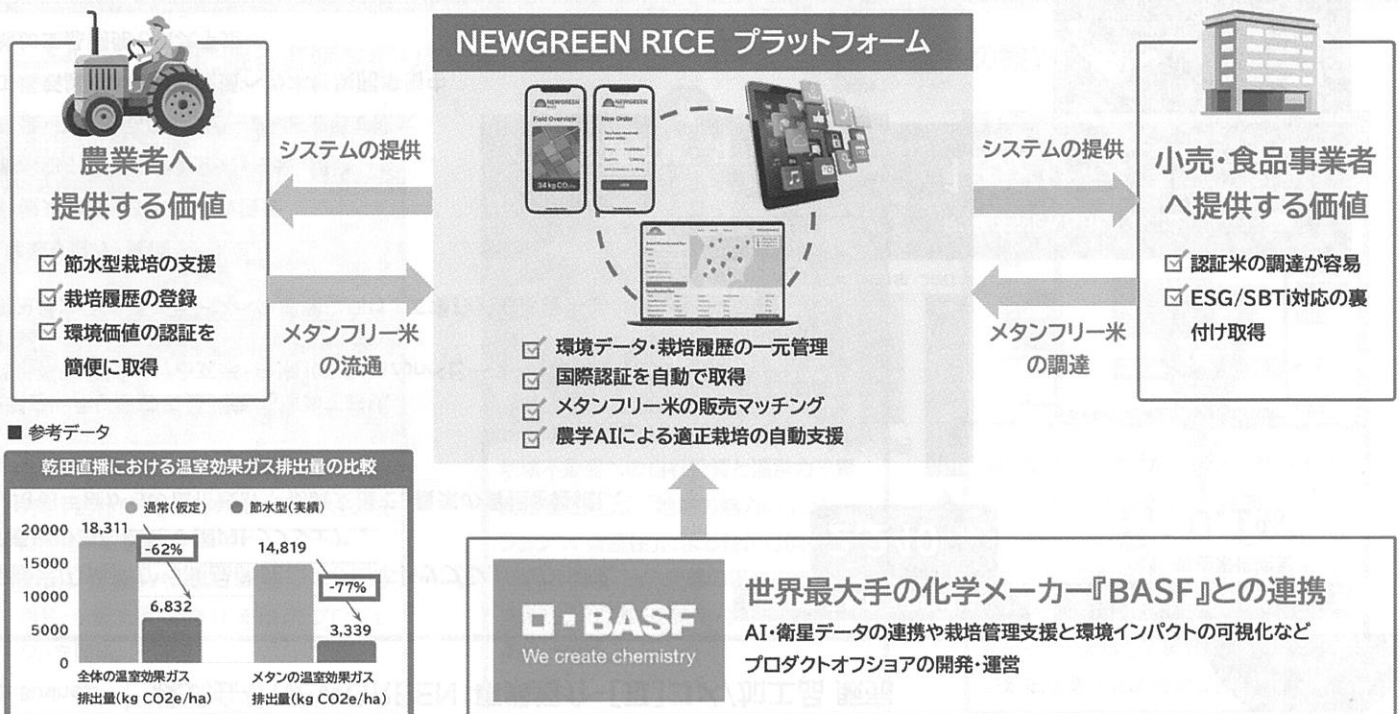 NEWGREEN RICE プラットフォーム
農業者へ
提供する価値
節水型栽培の支援
栽培履歴の登録
環境価値の認証を
簡便に取得
システムの提供
メタンフリー米
の流通
NEWGREEN
Field Overview
34 kg CO₂
NEWGREEN
New Order
環境データ・栽培履歴の一元管理
国際認証を自動で取得
メタンフリー米の販売マッチング
農学AIによる適正栽培の自動支援
システムの提供
メタンフリー米
の調達
小売・食品事業者
へ提供する価値
認証米の調達が容易
ESG/SBTi対応の裏
付け取得
■ 参考データ
乾田直播における温室効果ガス排出量の比較
通常(仮定) 節水型(実績)
20000
15000
10000
5000
0
18,311
-62%
6,832
14,819
-77%
3,339
全体の温室効果ガス
排出量(kg CO2e/ha)
メタンの温室効果ガス
排出量(kg CO2e/ha)
BASF
We create chemistry
世界最大手の化学メーカー『BASF』との連携
AI・衛星データの連携や栽培管理支援と環境インパクトの可視化など
プロダクトオフショアの開発・運営